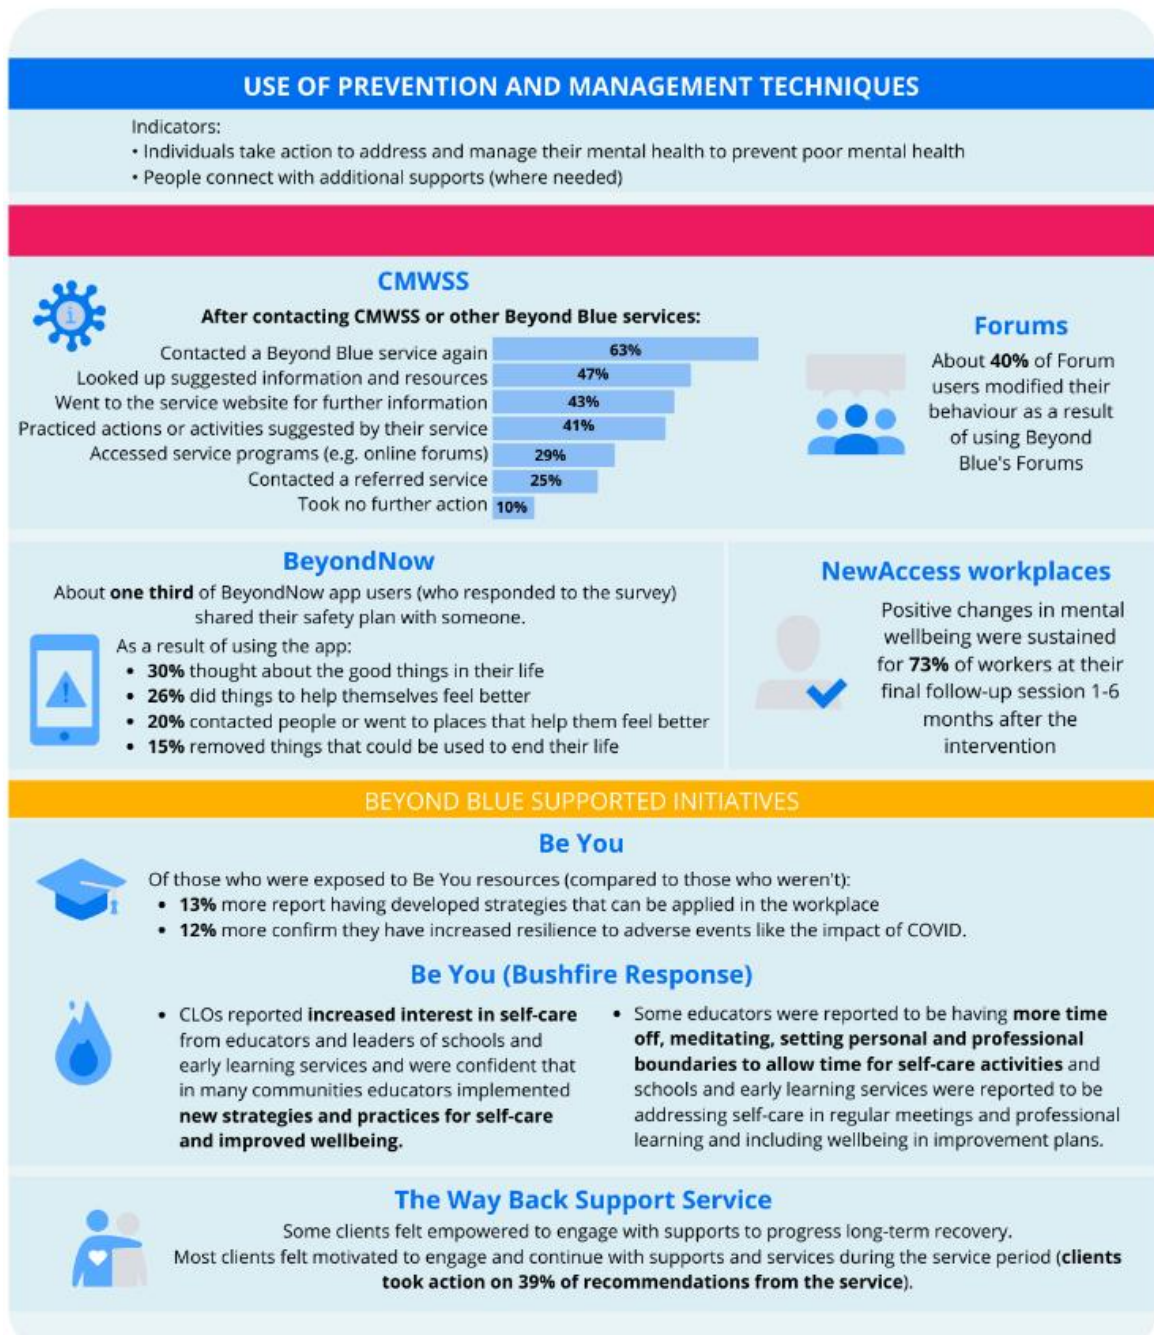 USE OF PREVENTION AND MANAGEMENT TECHNIQUES
Indicators:
• Individuals take action to address and manage their mental health to prevent poor mental health
• People connect with additional supports (where needed)
CMWSS
After contacting CMWSS or other Beyond Blue services:
Contacted a Beyond Blue service again 63%
Looked up suggested information and resources 47%
Went to the service website for further information 43%
Practiced actions or activities suggested by their service 41%
Accessed service programs (e.g. online forums) 29%
Contacted a referred service 25%
Took no further action 10%
Forums
About 40% of Forum
users modified their
behaviour as a result
of using Beyond
Blue's Forums
BeyondNow
About one third of BeyondNow app users (who responded to the survey)
shared their safety plan with someone.
As a result of using the app:
• 30% thought about the good things in their life
• 26% did things to help themselves feel better
• 20% contacted people or went to places that help them feel better
• 15% removed things that could be used to end their life
NewAccess workplaces
Positive changes in mental
wellbeing were sustained
for 73% of workers at their
final follow-up session 1-6
months after the
intervention
BEYOND BLUE SUPPORTED INITIATIVES
Be You
Of those who were exposed to Be You resources (compared to those who weren't):
• 13% more report having developed strategies that can be applied in the workplace
• 12% more confirm they have increased resilience to adverse events like the impact of COVID.
Be You (Bushfire Response)
• CLOs reported increased interest in self-care
from educators and leaders of schools and
early learning services and were confident that
in many communities educators implemented
new strategies and practices for self-care
and improved wellbeing.
• Some educators were reported to be having more time
off, meditating, setting personal and professional
boundaries to allow time for self-care activities and
schools and early learning services were reported to be
addressing self-care in regular meetings and professional
learning and including wellbeing in improvement plans.
The Way Back Support Service
Some clients felt empowered to engage with supports to progress long-term recovery.
Most clients felt motivated to engage and continue with supports and services during the service period (clients
took action on 39% of recommendations from the service).